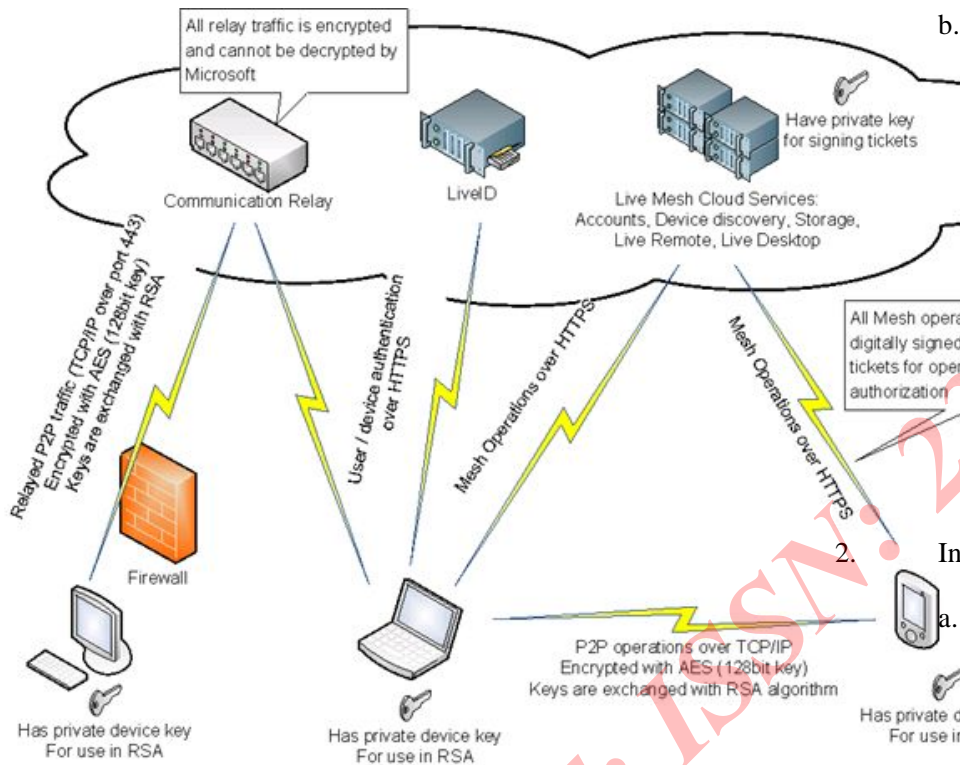 All relay traffic is encrypted
and cannot be decrypted by
Microsoft
b.
Have private key
for signing tickets
Communication Relay
LiveID
Live Mesh Cloud Services:
Accounts, Device discovery, Storage,
Live Remote, Live Desktop
Relayed P2P traffic (TCP/IP over port 443)
Encrypted with AES (128bit key)
Keys are exchanged with RSA
User / device authentication
over HTTPS
Mesh Operations over HTTPS
Mesh Operations over HTTPS
All Mesh opera
digitally signed
tickets for oper
authorization
Firewall
2.
In
a.
P2P operations over TCP/IP
Encrypted with AES (128bit key)
Keys are exchanged with RSA algorithm
Has private device key
For use in RSA
Has private device key
For use in RSA
Has private d
For use in
ISSN: 2